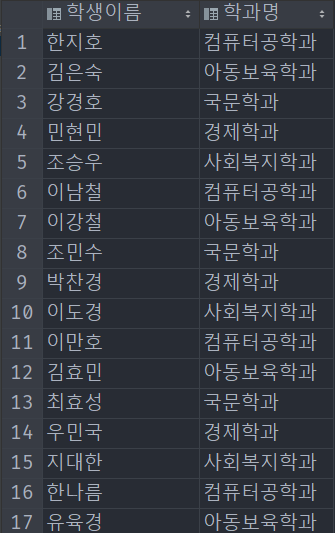 학생이름 학과명
1 한지호 컴퓨터공학과
2 김은숙 아동보육학과
3 강경호 국문학과
4 민현민 경제학과
5 조승우 사회복지학과
6 이남철 컴퓨터공학과
7 이강철 아동보육학과
8 조민수 국문학과
9 박찬경 경제학과
10 이도경 사회복지학과
11 이만호 컴퓨터공학과
12 김효민 아동보육학과
13 최효성 국문학과
14 우민국 경제학과
15 지대한 사회복지학과
16 한나름 컴퓨터공학과
17 유육경 아동보육학과